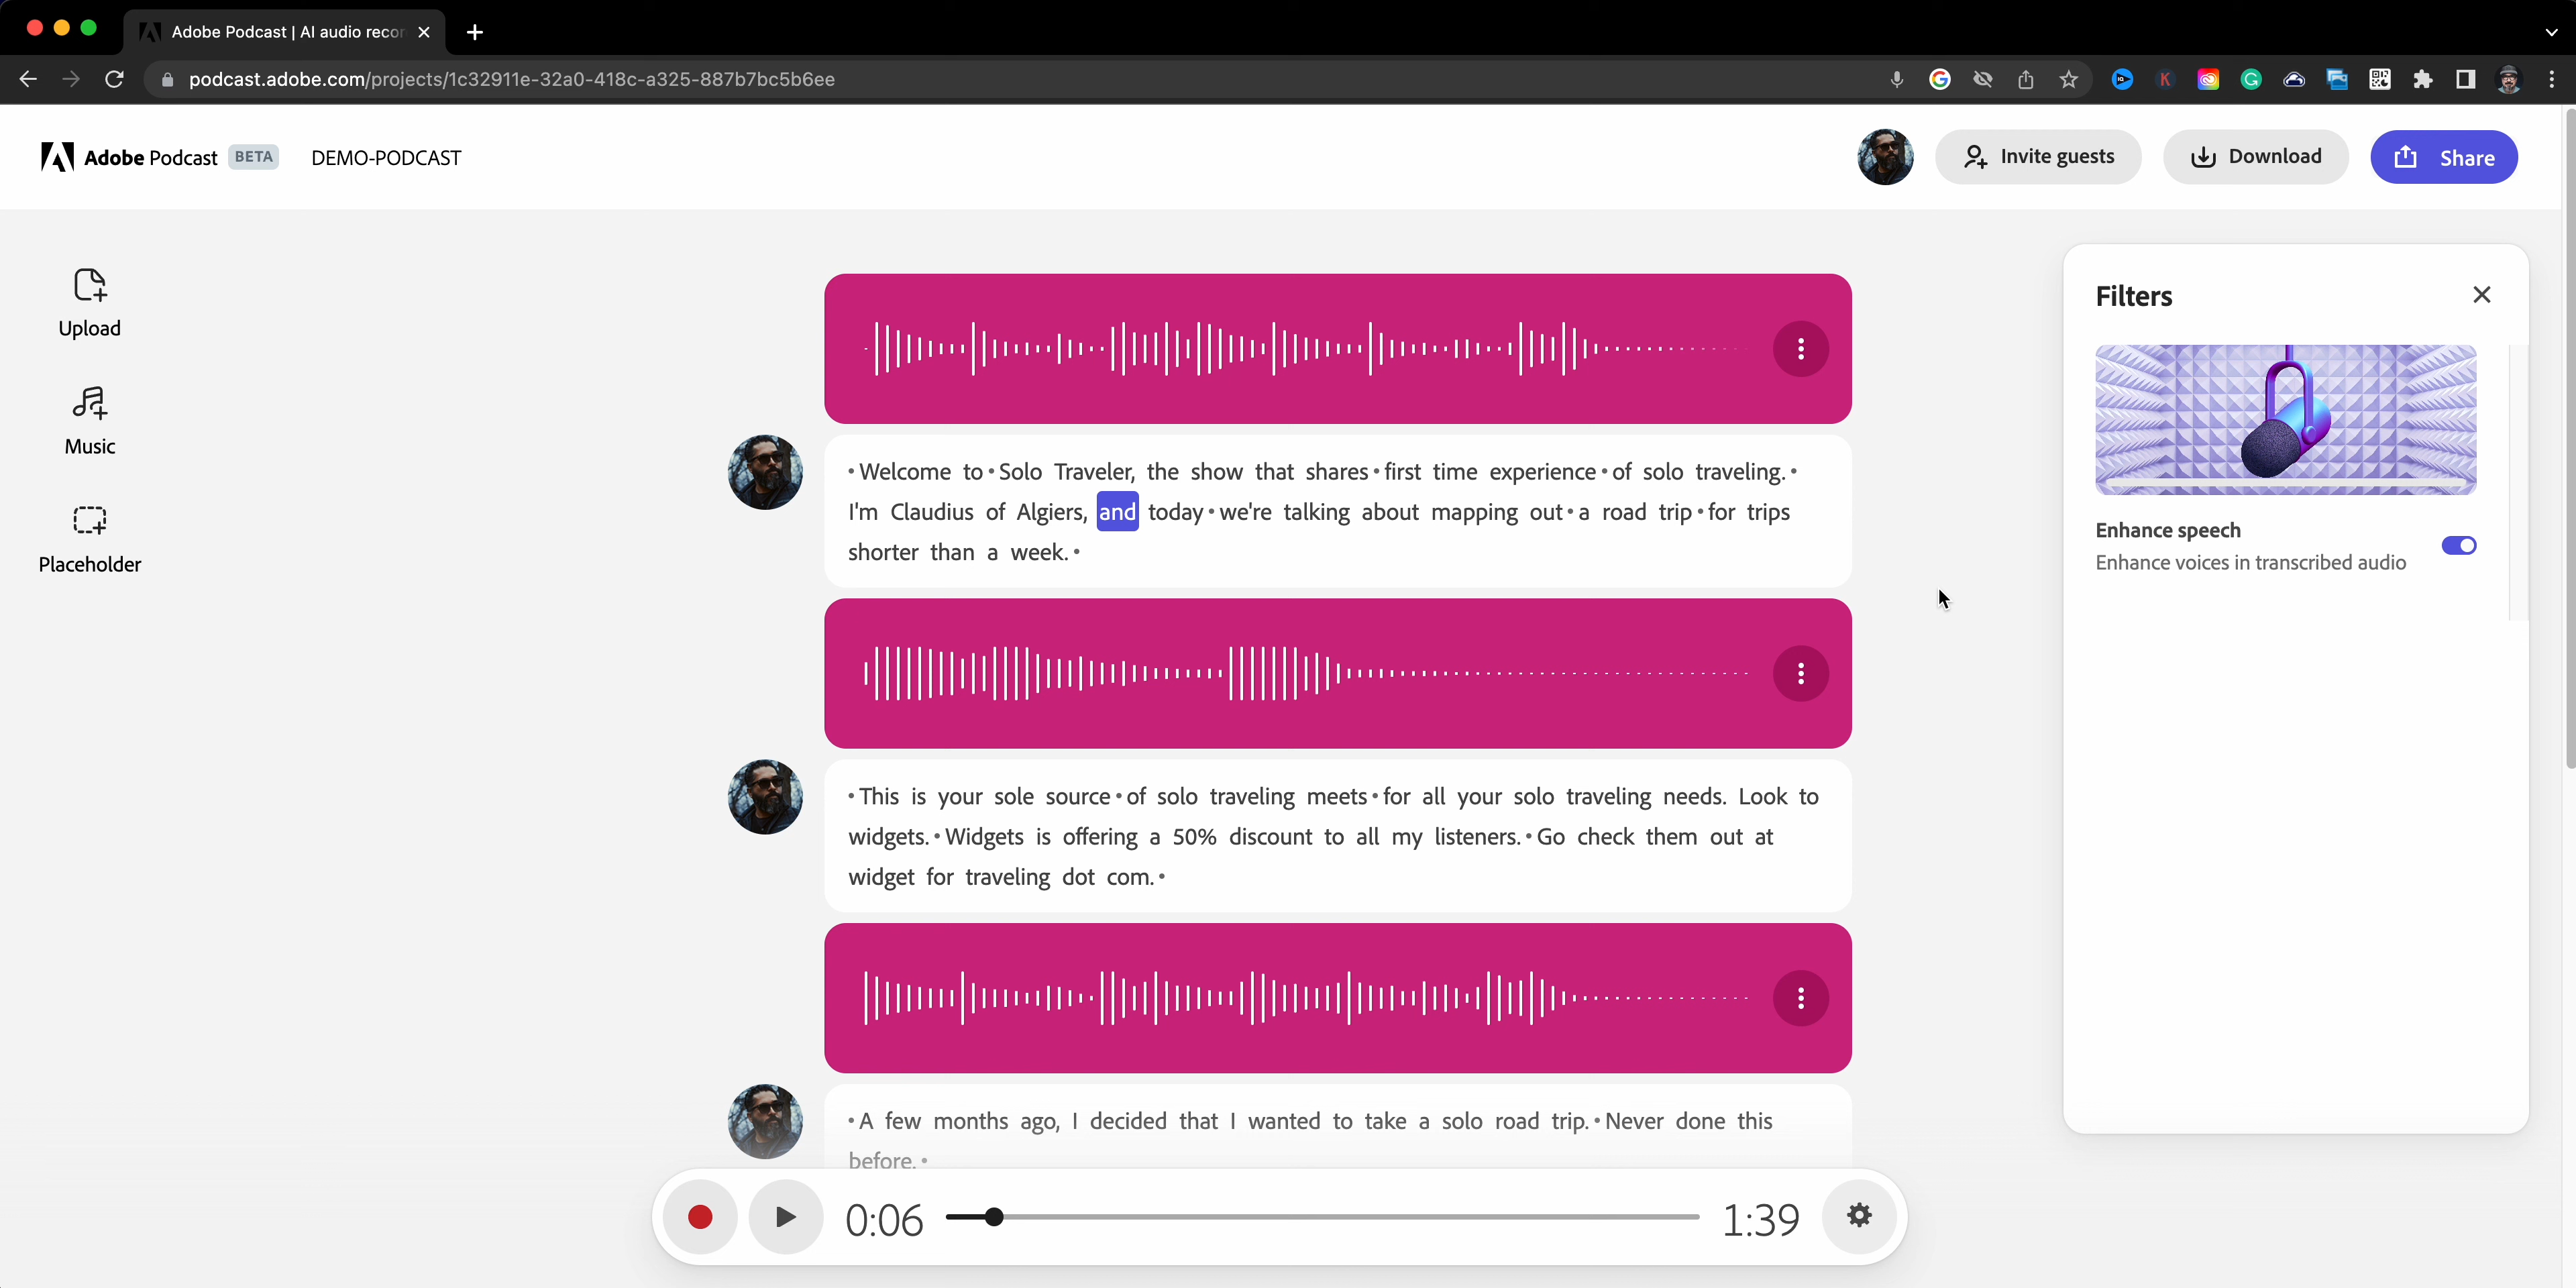 Adobe Podcast | AI audio recor
podcast.adobe.com/projects/1c32911e-32a0-418c-a325-887b7bc5b6ee
Adobe Podcast BETA DEMO-PODCAST
Invite guests
Download
Share
Upload
Music
Placeholder
•Welcome to•Solo Traveler, the show that shares•first time experience•of solo traveling.•
I'm Claudius of Algiers, and today•we're talking about mapping out•a road trip•for trips
shorter than a week.•
•This is your sole source•of solo traveling meets•for all your solo traveling needs. Look to
widgets.•Widgets is offering a 50% discount to all my listeners.•Go check them out at
widget for traveling dot com.•
•A few months ago, I decided that I wanted to take a solo road trip.•Never done this
before.•
Filters
Enhance speech
Enhance voices in transcribed audio
0:06
1:39